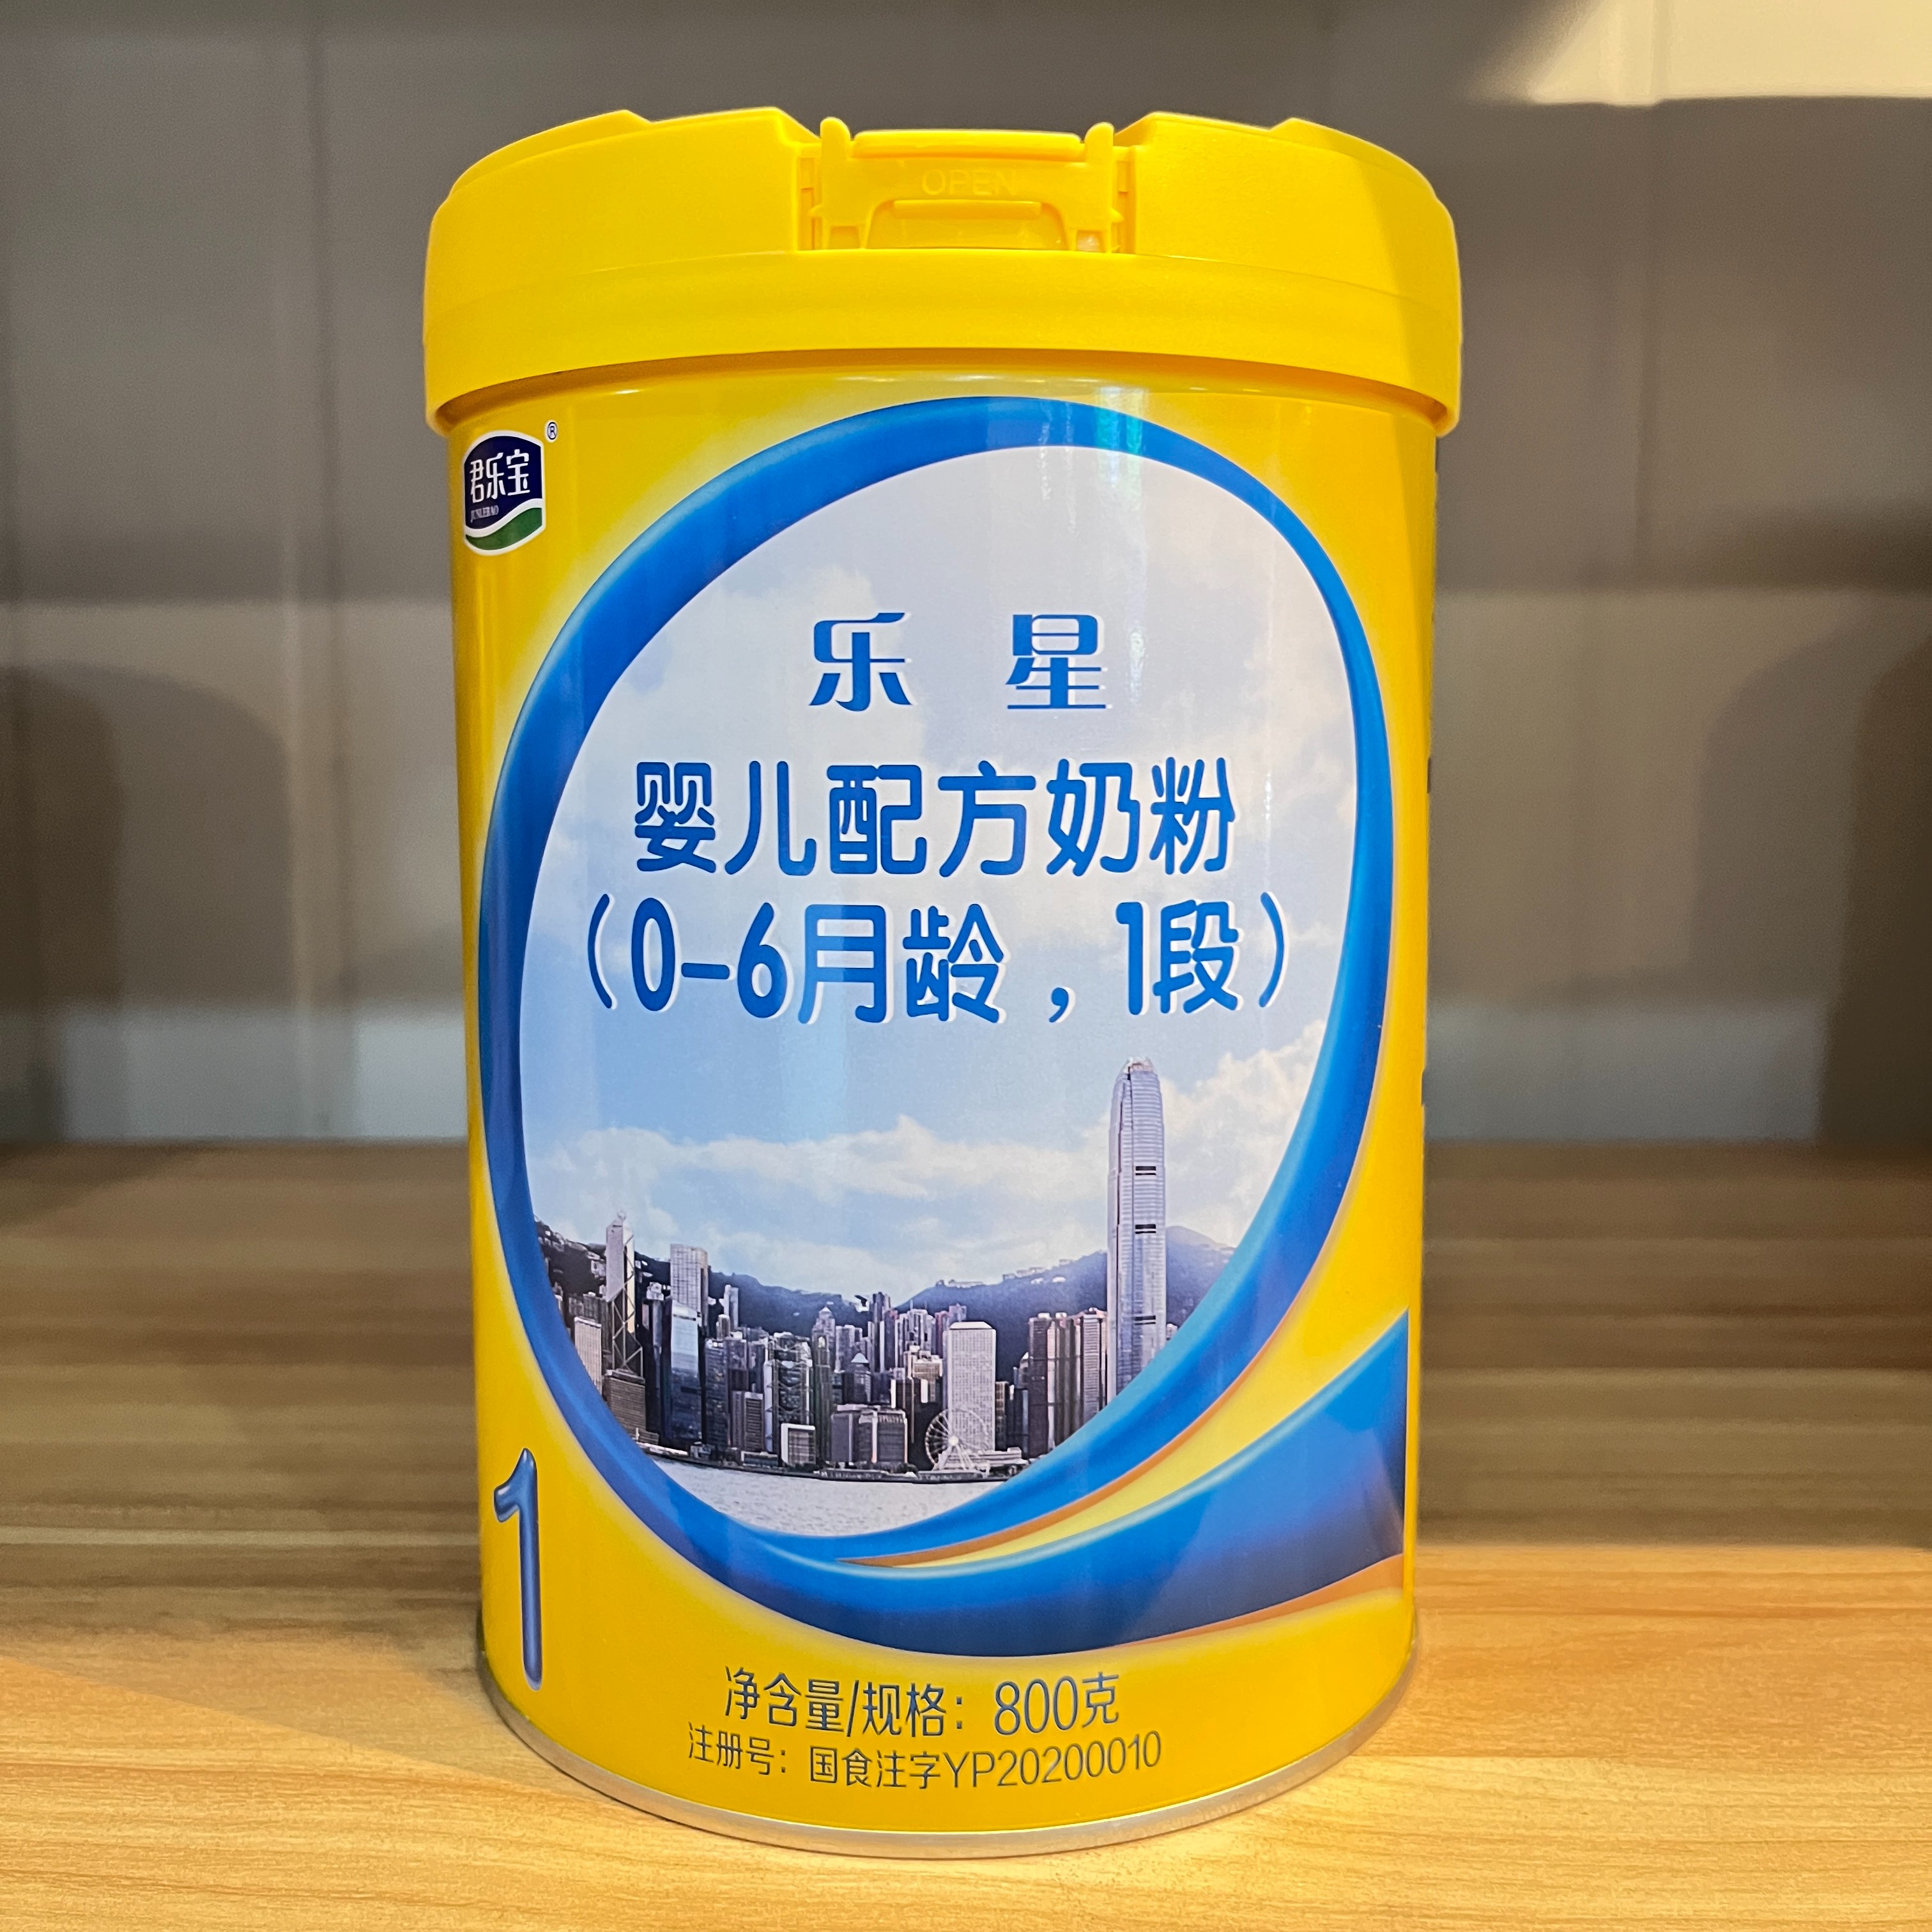 OPEN
君乐宝®
JUNLEBAO
乐星
婴儿配方奶粉
（0-6月龄，1段）
1
净含量/规格：800克
注册号：国食注字YP20200010